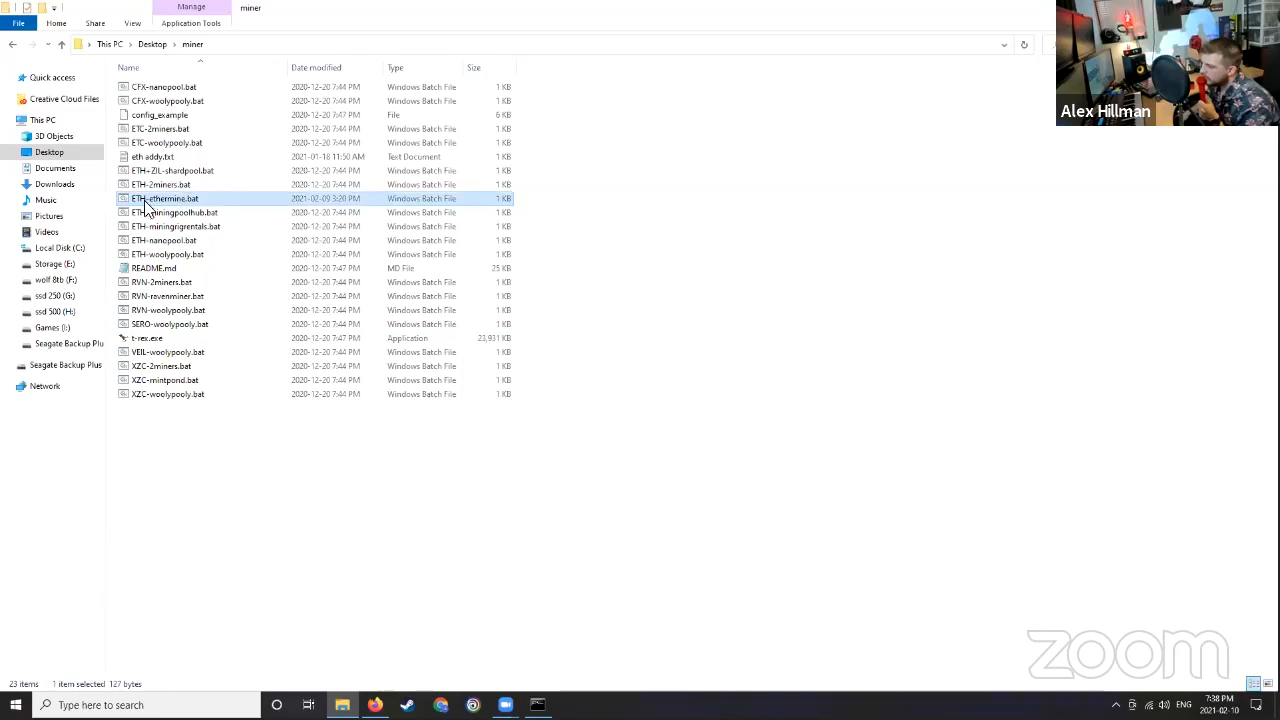 Manage
miner
File
Home
Share
View
Application Tools
This PC
Desktop
miner
Alex Hillman
Name
Date modified
Type
Size
Quick access
Creative Cloud Files
This PC
3D Objects
Desktop
Documents
Downloads
Music
Pictures
Videos
Local Disk (C:)
Storage (E:)
wolf 8tb (F:)
ssd 250 (G:)
ssd 500 (H:)
Games (I:)
Seagate Backup Plu
Seagate Backup Plus
Network
CFX-nanopool.bat 2020-12-20 7:44 PM Windows Batch File 1 KB
CFX-woolypooly.bat 2020-12-20 7:44 PM Windows Batch File 1 KB
config_example 2020-12-20 7:47 PM File 6 KB
ETC-2miners.bat 2020-12-20 7:44 PM Windows Batch File 1 KB
ETC-woolypooly.bat 2020-12-20 7:44 PM Windows Batch File 1 KB
eth addy.txt 2021-01-18 11:50 AM Text Document 1 KB
ETH+ZIL-shardpool.bat 2020-12-20 7:44 PM Windows Batch File 1 KB
ETH-2miners.bat 2020-12-20 7:44 PM Windows Batch File 1 KB
ETH-ethermine.bat 2021-02-09 3:20 PM Windows Batch File 1 KB
ETH-miningpoolhub.bat 2020-12-20 7:44 PM Windows Batch File 1 KB
ETH-miningrigrentals.bat 2020-12-20 7:44 PM Windows Batch File 1 KB
ETH-nanopool.bat 2020-12-20 7:44 PM Windows Batch File 1 KB
ETH-woolypooly.bat 2020-12-20 7:44 PM Windows Batch File 1 KB
README.md 2020-12-20 7:47 PM MD File 25 KB
RVN-2miners.bat 2020-12-20 7:44 PM Windows Batch File 1 KB
RVN-ravenminer.bat 2020-12-20 7:44 PM Windows Batch File 1 KB
RVN-woolypooly.bat 2020-12-20 7:44 PM Windows Batch File 1 KB
SERO-woolypooly.bat 2020-12-20 7:44 PM Windows Batch File 1 KB
t-rex.exe 2020-12-20 7:47 PM Application 23,931 KB
VEIL-woolypooly.bat 2020-12-20 7:44 PM Windows Batch File 1 KB
XZC-2miners.bat 2020-12-20 7:44 PM Windows Batch File 1 KB
XZC-mintpond.bat 2020-12-20 7:44 PM Windows Batch File 1 KB
XZC-woolypooly.bat 2020-12-20 7:44 PM Windows Batch File 1 KB
zoom
23 items 1 item selected 127 bytes
Type here to search
ENG
7:38 PM
2021-02-10